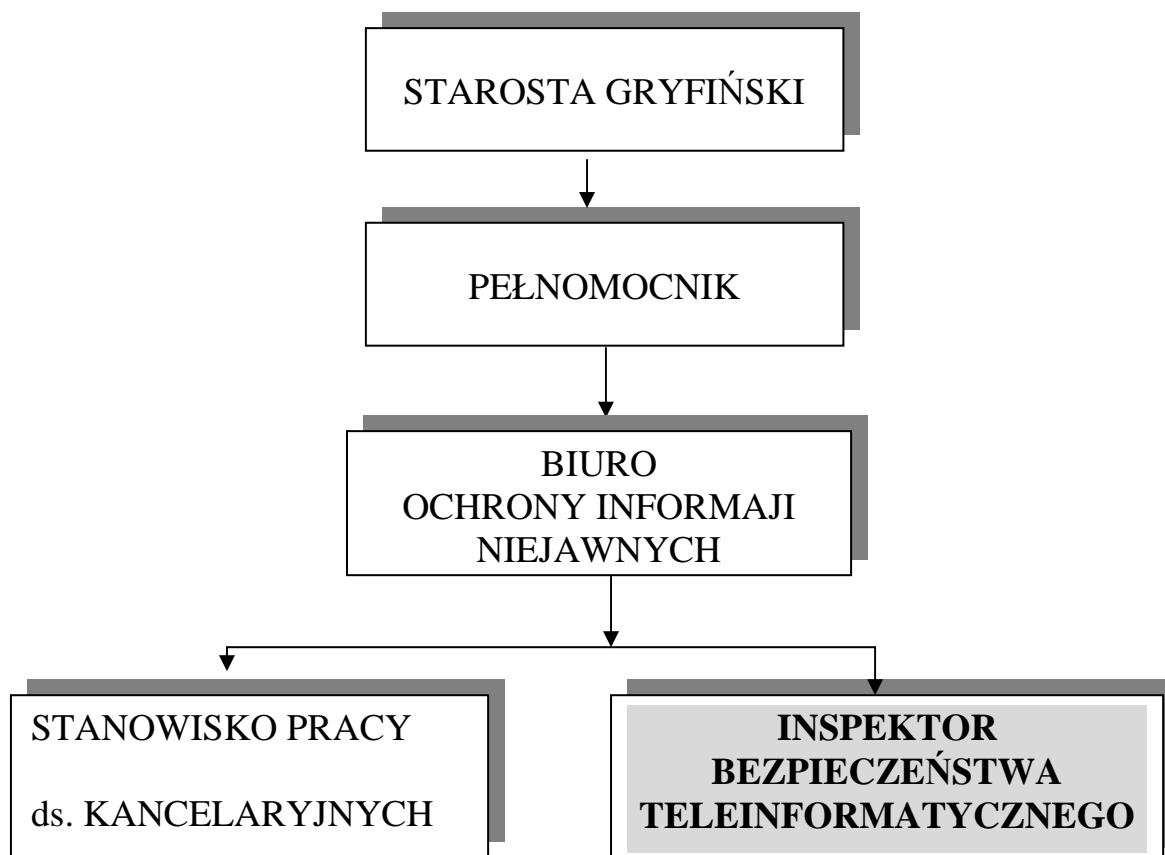 STAROSTA GRYFIŃSKI
PEŁNOMOCNIK
BIURO
OCHRONY INFORMAJI
NIEJAWNYCH
STANOWISKO PRACY
ds. KANCELARYJNYCH
INSPEKTOR
BEZPIECZEŃSTWA
TELEINFORMATYCZNEGO